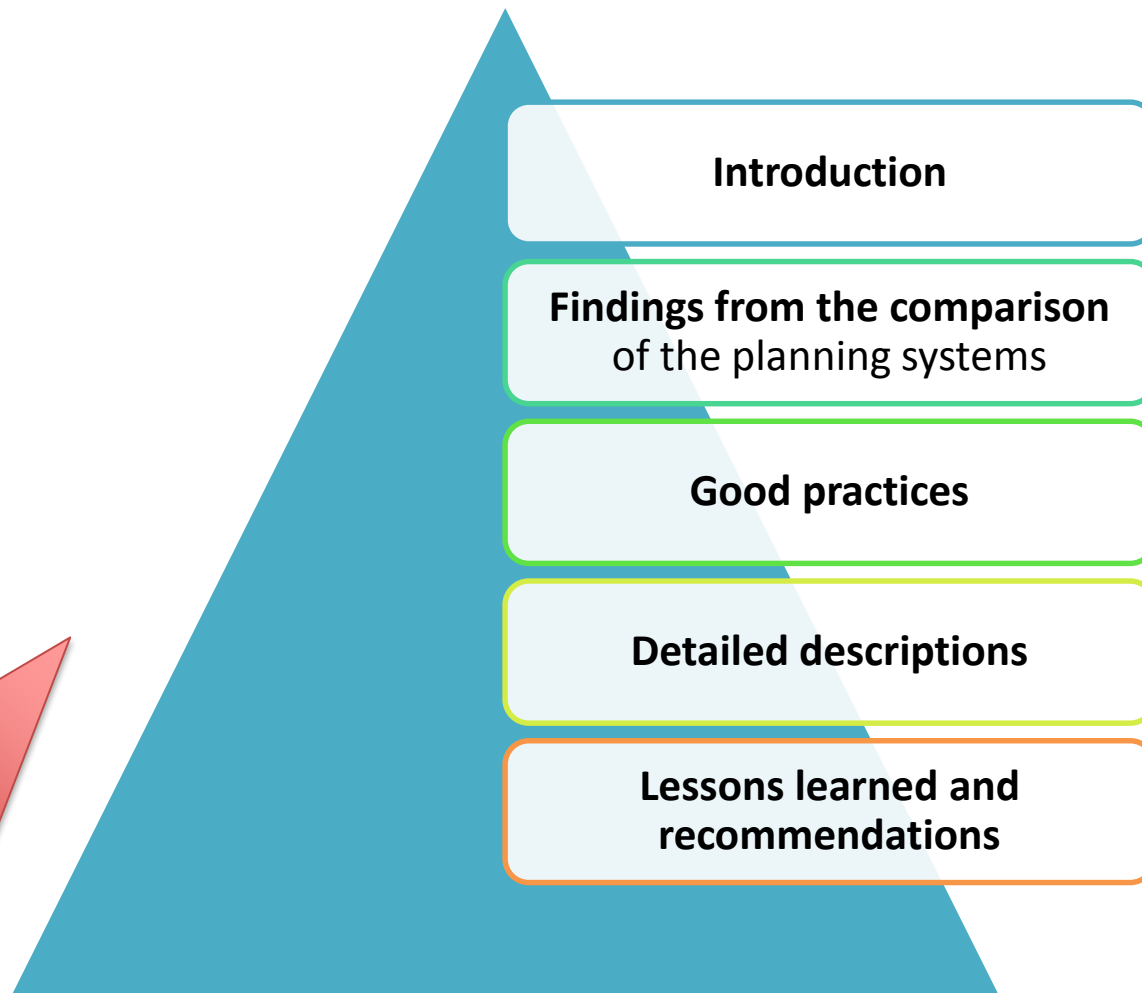 Introduction
Findings from the comparison
of the planning systems
Good practices
Detailed descriptions
Lessons learned and
recommendations